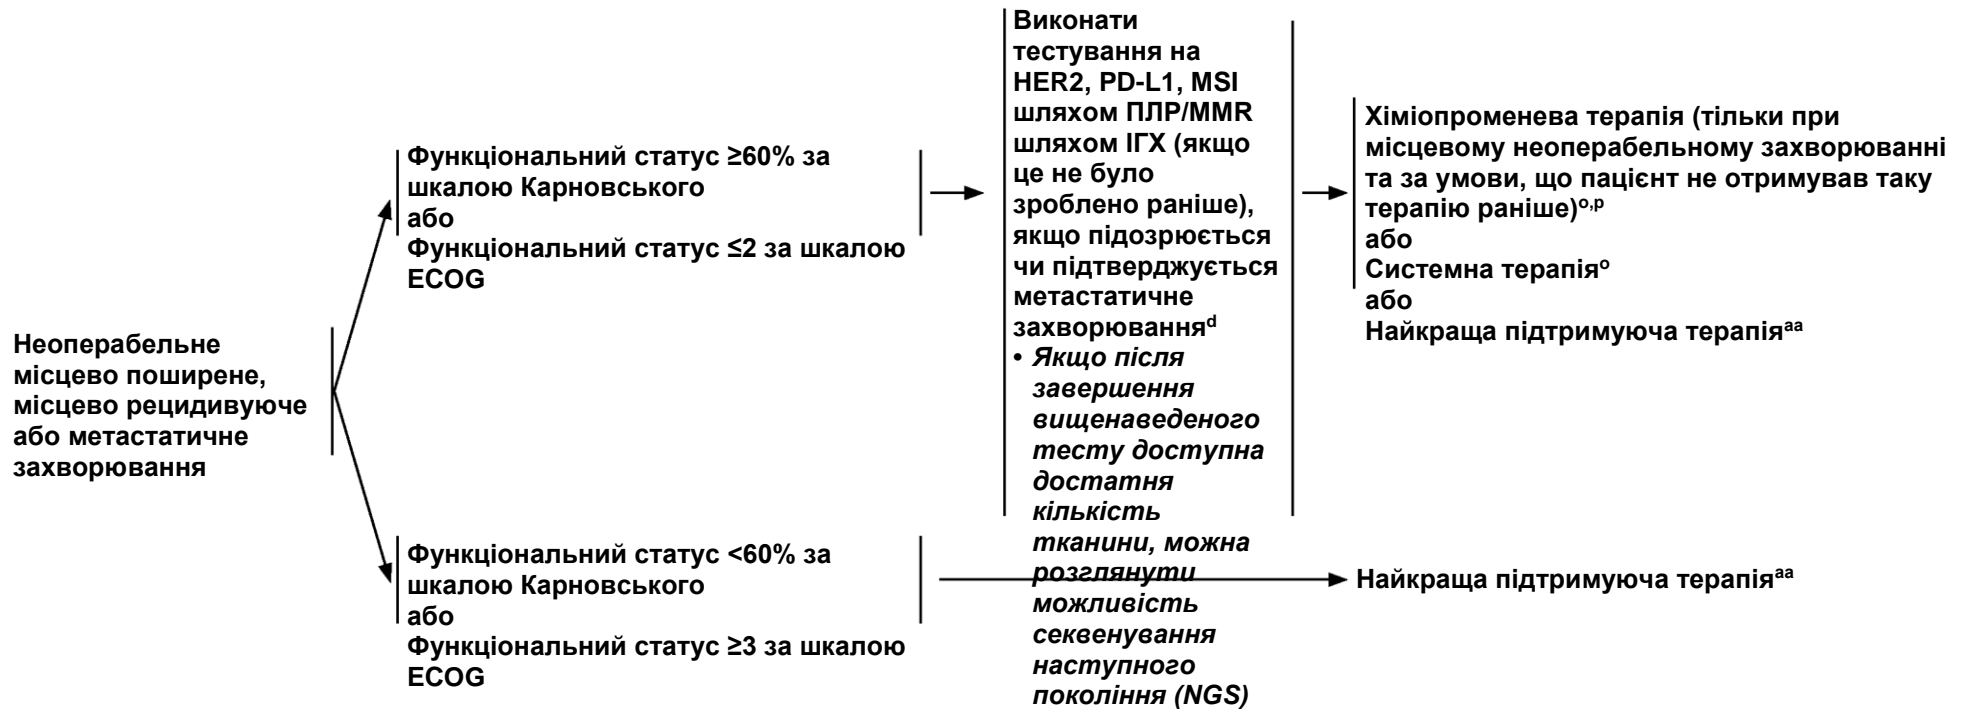 Неоперабельне
місцево поширене,
місцево рецидивуюче
або метастатичне
захворювання
Функціональний статус ≥60% за
шкалою Карновського
або
Функціональний статус ≤2 за шкалою
ECOG
Виконати
тестування на
HER2, PD-L1, MSI
шляхом ПЛР/MMR
шляхом ІГХ (якщо
це не було
зроблено раніше),
якщо підозрюється
чи підтверджується
метастатичне
захворюванняᵈ
• Якщо після
завершення
вищенаведеного
тесту доступна
достатня
кількість
тканини, можна
розглянути
можливість
секвенування
наступного
покоління (NGS)
Хіміопроменева терапія (тільки при
місцевому неоперабельному захворюванні
та за умови, що пацієнт не отримував таку
терапію раніше)ᵒ,ᵖ
або
Системна терапіяᵒ
або
Найкраща підтримуюча терапіяᵃᵃ
Функціональний статус <60% за
шкалою Карновського
або
Функціональний статус ≥3 за шкалою
ECOG
Найкраща підтримуюча терапіяᵃᵃ